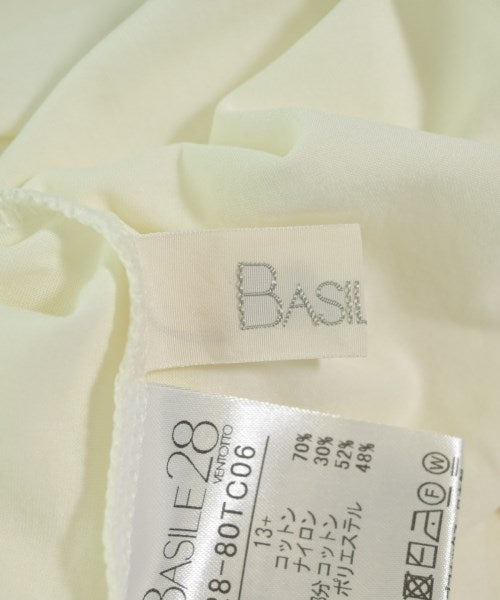 BASIL
BASILE28
VENTOTTO
28-80TC06
13+
コットン 70%
ナイロン 30%
部分コットン 52%
ポリエステル 48%